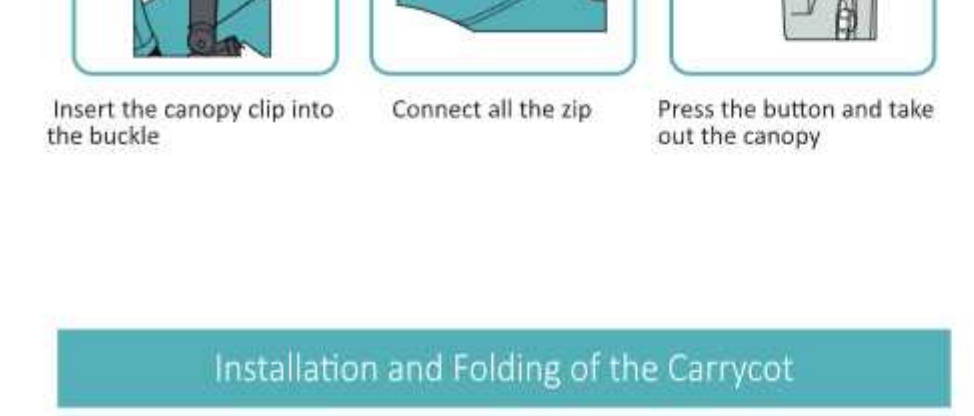 Insert the canopy clip into
the buckle
Connect all the zip
Press the button and take
out the canopy
Installation and Folding of the Carrycot